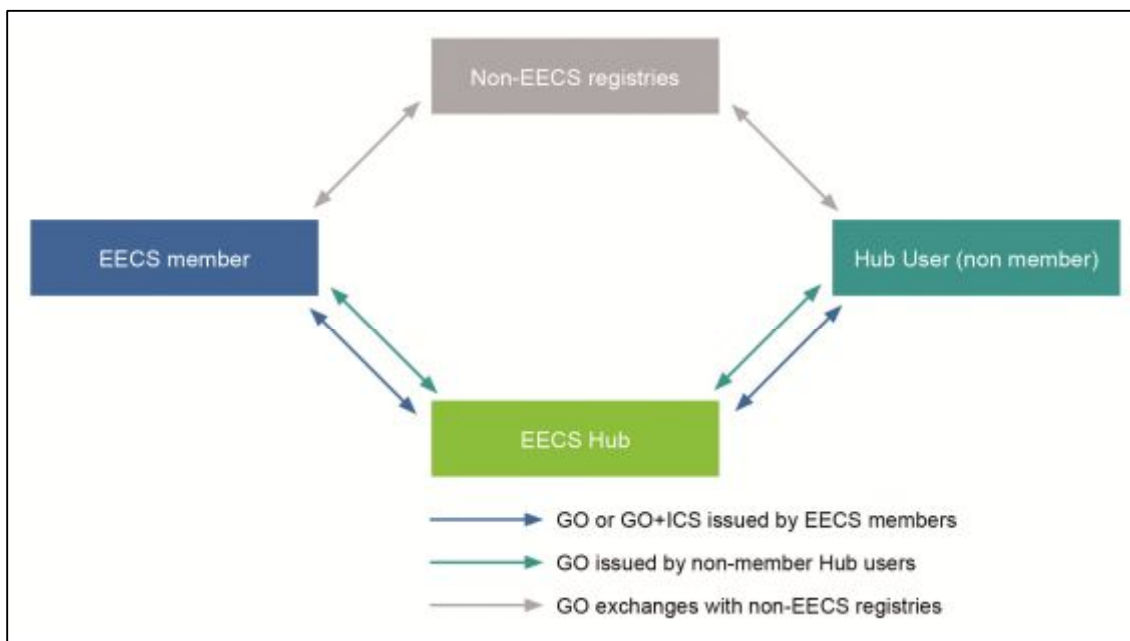 Non-EECS registries
EECS member
Hub User (non member)
EECS Hub
GO or GO+ICS issued by EECS members
GO issued by non-member Hub users
GO exchanges with non-EECS registries